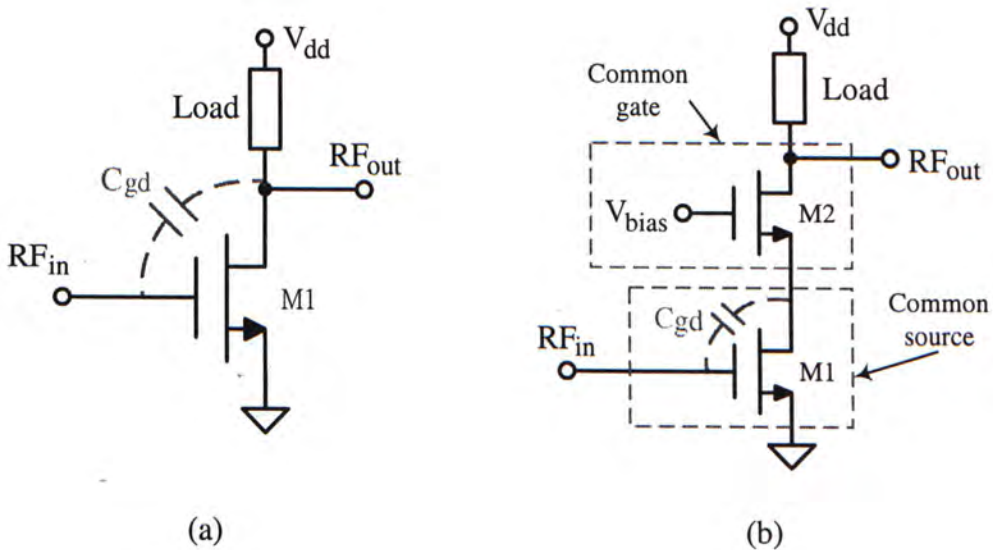 Vdd
Load
RFout
Cgd
RFin
M1
(a)
Vdd
Common
gate
Load
RFout
Vbias
M2
Cgd
Common
source
RFin
M1
(b)